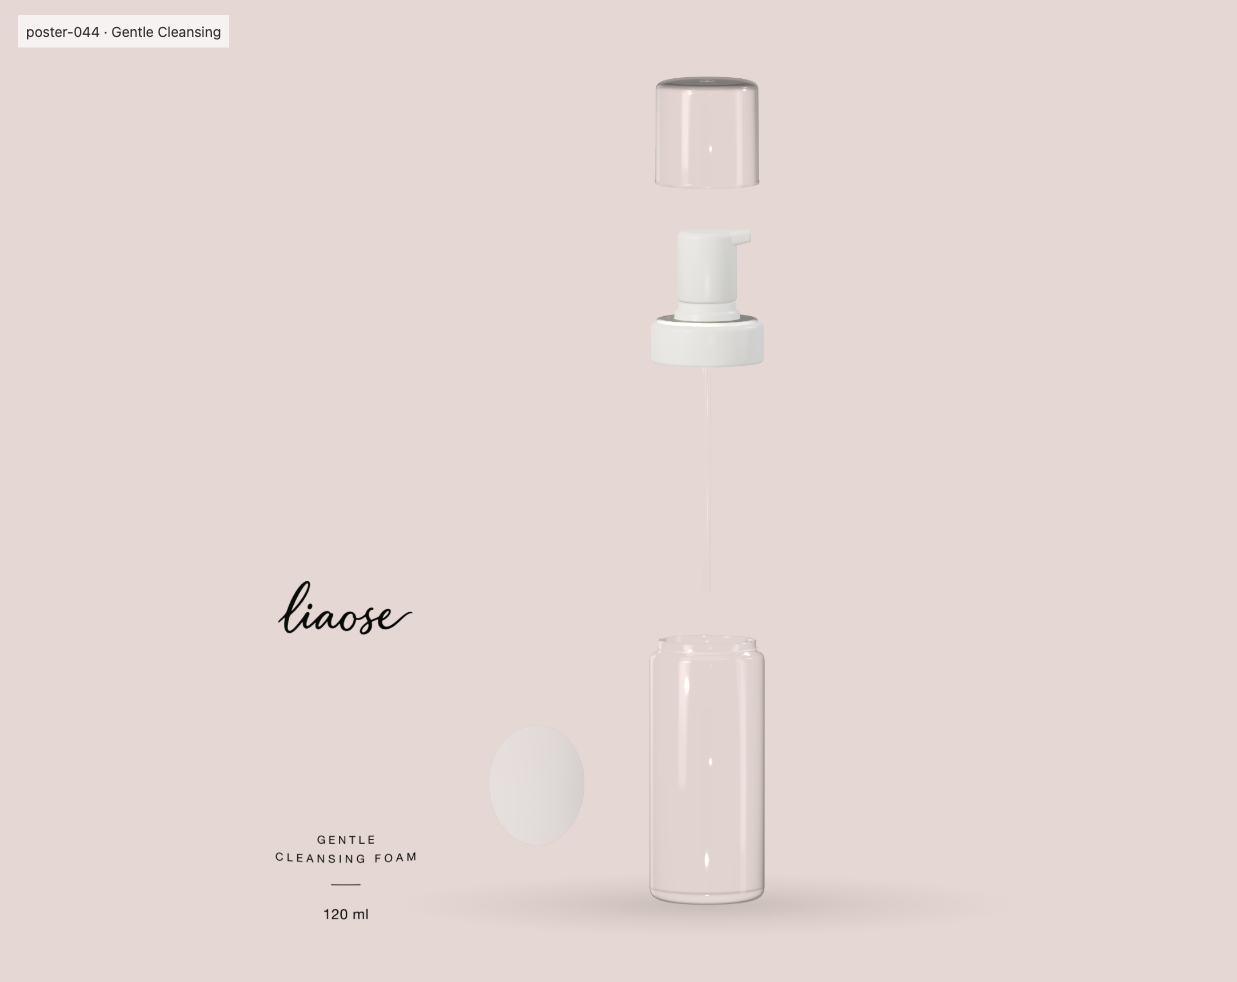 poster-044 · Gentle Cleansing
liaose
GENTLE
CLEANSING FOAM
120 ml